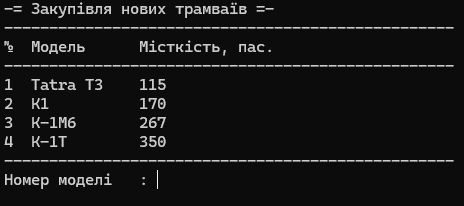 -= Закупівля нових трамваїв =-
--------------------------------------------------
№  Модель      Місткість, пас.
--------------------------------------------------
1  Tatra T3    115
2  К1          170
3  К-1М6       267
4  К-1Т        350
--------------------------------------------------
Номер моделі   :